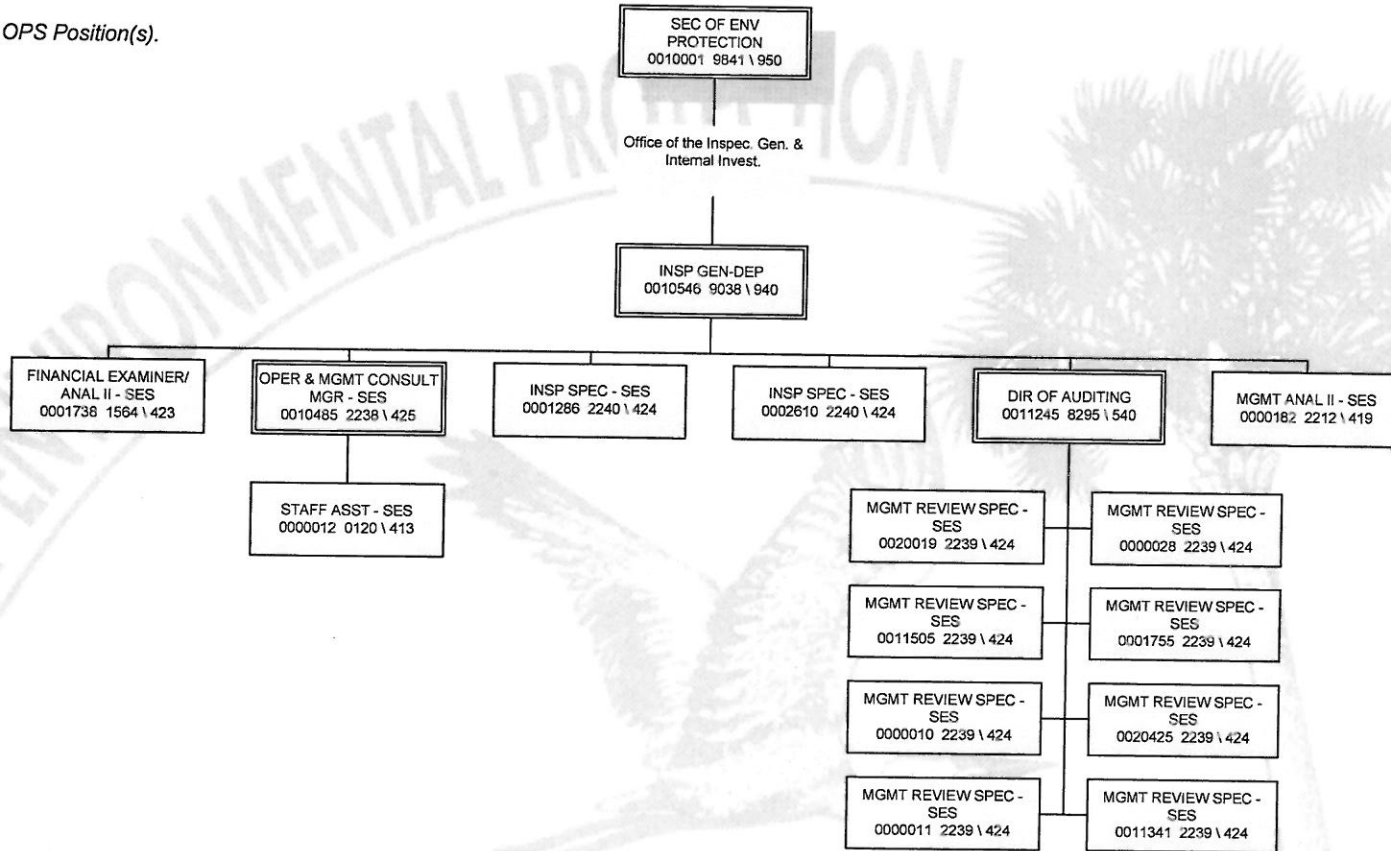 OPS Position(s).
SEC OF ENV
PROTECTION
0010001 9841 \ 950
Office of the Inspec. Gen. &
Internal Invest.
INSP GEN-DEP
0010546 9038 \ 940
FINANCIAL EXAMINER/
ANAL II - SES
0001738 1564 \ 423
OPER & MGMT CONSULT
MGR - SES
0010485 2238 \ 425
INSP SPEC - SES
0001286 2240 \ 424
INSP SPEC - SES
0002610 2240 \ 424
DIR OF AUDITING
0011245 8295 \ 540
MGMT ANAL II - SES
0000182 2212 \ 419
STAFF ASST - SES
0000012 0120 \ 413
MGMT REVIEW SPEC -
SES
0020019 2239 \ 424
MGMT REVIEW SPEC -
SES
0000028 2239 \ 424
MGMT REVIEW SPEC -
SES
0011505 2239 \ 424
MGMT REVIEW SPEC -
SES
0001755 2239 \ 424
MGMT REVIEW SPEC -
SES
0000010 2239 \ 424
MGMT REVIEW SPEC -
SES
0020425 2239 \ 424
MGMT REVIEW SPEC -
SES
0000011 2239 \ 424
MGMT REVIEW SPEC -
SES
0011341 2239 \ 424